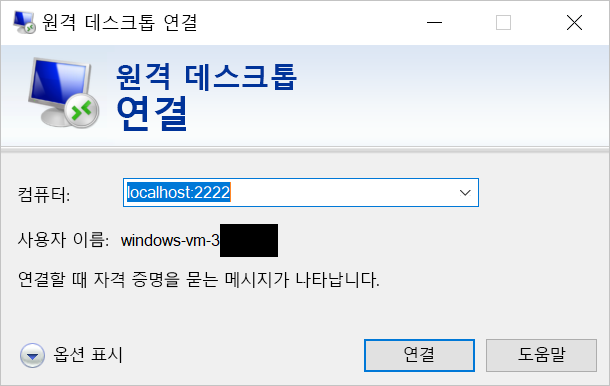 원격 데스크톱 연결
원격 데스크톱
연결
컴퓨터: localhost:2222
사용자 이름: windows-vm-3
연결할 때 자격 증명을 묻는 메시지가 나타납니다.
옵션 표시 연결 도움말